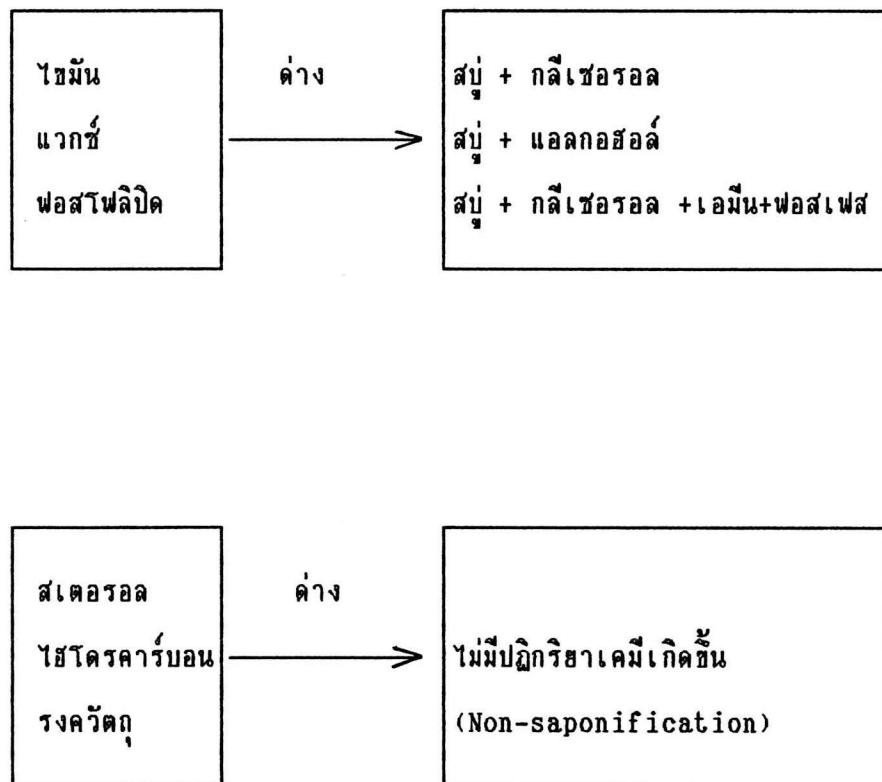 ไขมัน ด่าง สบู่ + กลีเซอรอล
แวกซ์ สบู่ + แอลกอฮอล์
ฟอสโฟลิปิด สบู่ + กลีเซอรอล +เอมีน+ฟอสเฟส
สเตอรอล ด่าง
ไฮโดรคาร์บอน ไม่มีปฏิกริยาเคมีเกิดขึ้น
รงควัตถุ (Non-saponification)